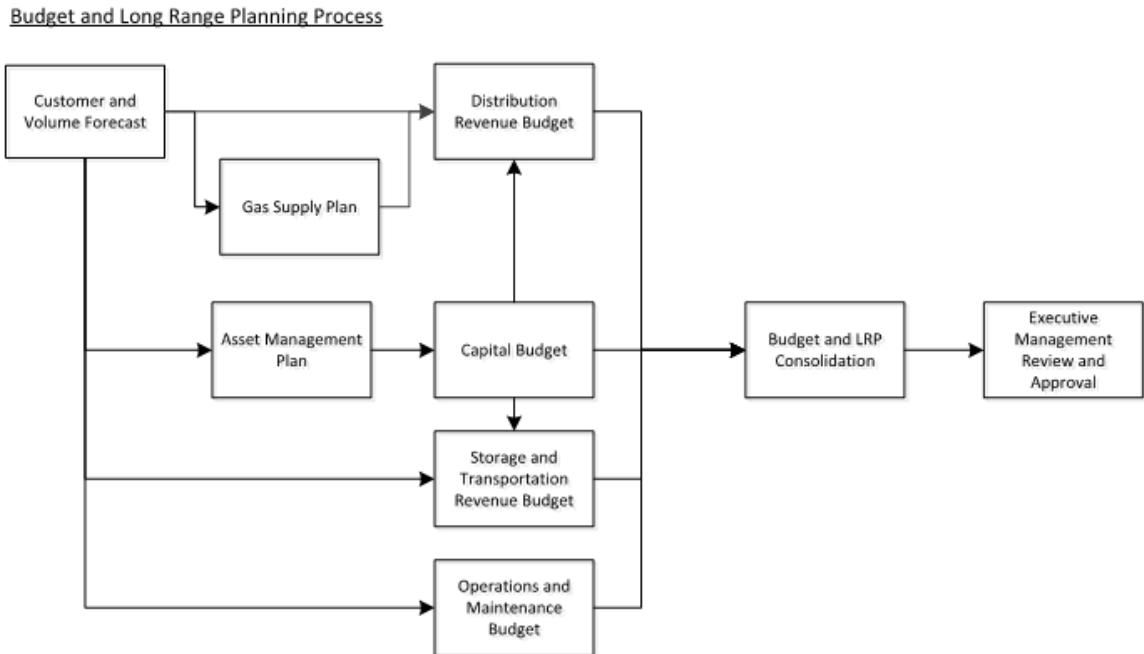 Budget and Long Range Planning Process
Customer and
Volume Forecast
Distribution
Revenue Budget
Gas Supply Plan
Asset Management
Plan
Capital Budget
Budget and LRP
Consolidation
Executive
Management
Review and
Approval
Storage and
Transportation
Revenue Budget
Operations and
Maintenance
Budget